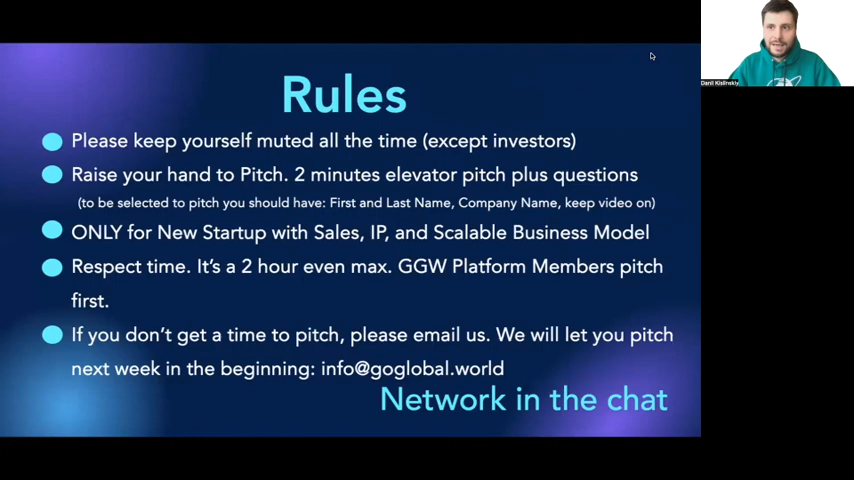 Rules
Please keep yourself muted all the time (except investors)
Raise your hand to Pitch. 2 minutes elevator pitch plus questions
(to be selected to pitch you should have: First and Last Name, Company Name, keep video on)
ONLY for New Startup with Sales, IP, and Scalable Business Model
Respect time. It's a 2 hour even max. GGW Platform Members pitch
first.
If you don't get a time to pitch, please email us. We will let you pitch
next week in the beginning: info@goglobal.world
Network in the chat